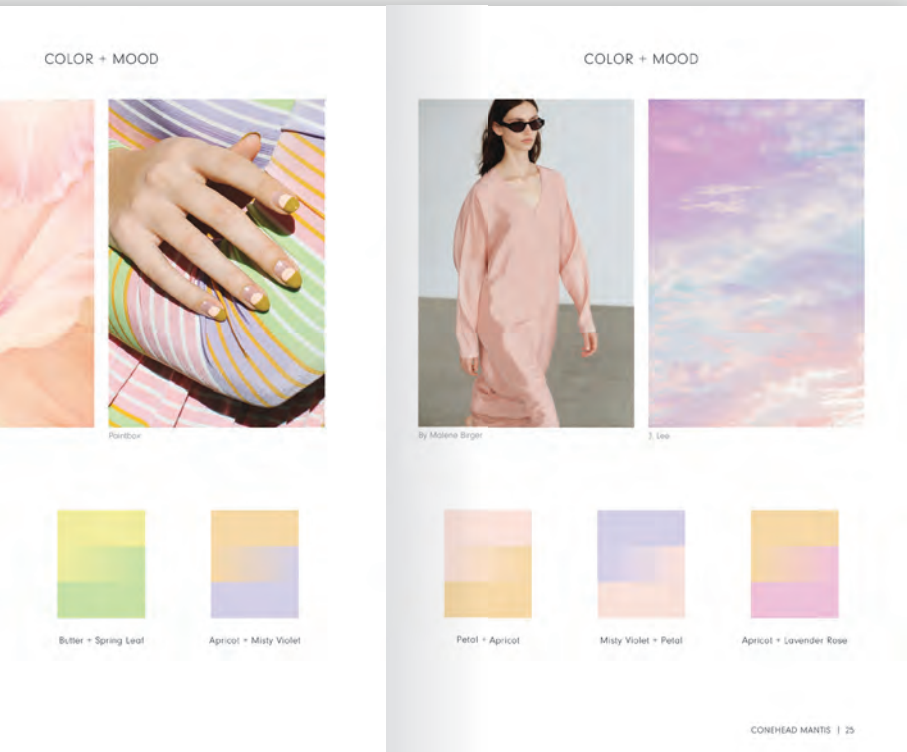 COLOR + MOOD
Paintbox
Butter + Spring Leaf
Apricot + Misty Violet
COLOR + MOOD
By Malene Birger
J. Lee
Petal + Apricot
Misty Violet + Petal
Apricot + Lavender Rose
CONEHEAD MANTIS | 25